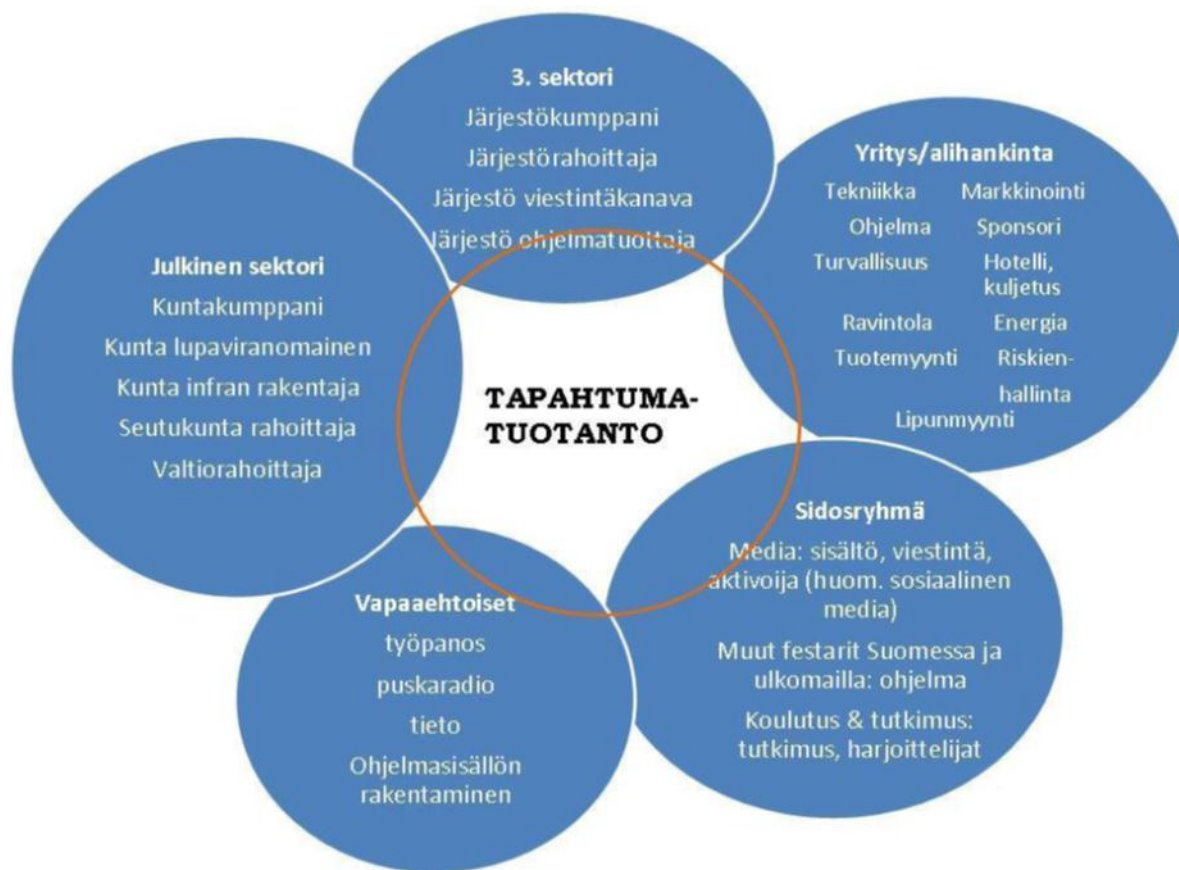 3. sektori
Järjestökumppani
Järjestörahoittaja
Järjestö viestintäkanava
Järjestö ohjelmatuottaja
Yritys/alihankinta
Tekniikka Markkinointi
Ohjelma Sponsori
Turvallisuus Hotelli,
kuljetus
Ravintola Energia
Tuotemyynti Riskien-
hallinta
Lipunmyynti
Julkinen sektori
Kuntakumppani
Kunta lupaviranomainen
Kunta infran rakentaja
Seutukunta rahoittaja
Valtiorahoittaja
TAPAHTUMA-
TUOTANTO
Sidosryhmä
Media: sisältö, viestintä,
aktivoija (huom. sosiaalinen
media)
Muut festarit Suomessa ja
ulkomailla: ohjelma
Koulutus & tutkimus:
tutkimus, harjoittelijat
Vapaaehtoiset
työpanos
puskaradio
tieto
Ohjelmasisällön
rakentaminen